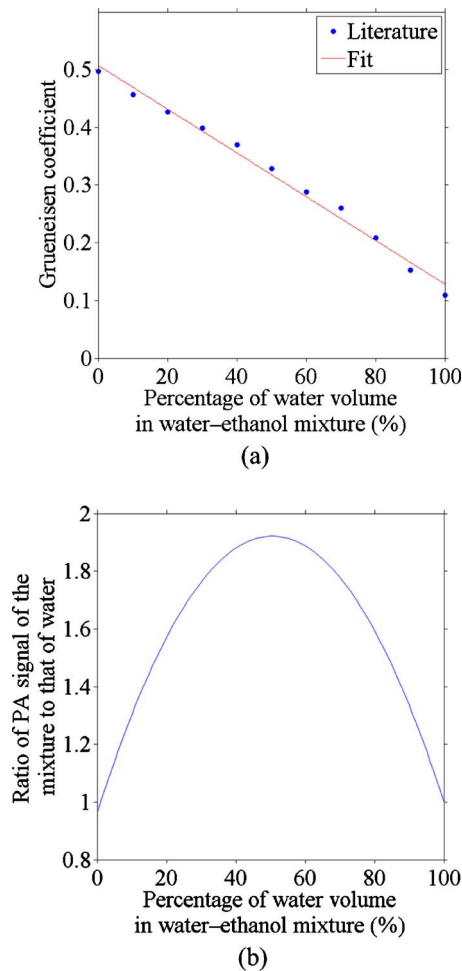 Literature
Fit
0.5
0.4
0.3
0.2
0.1
0
Grueneisen coefficient
0 20 40 60 80 100
Percentage of water volume
in water–ethanol mixture (%)
(a)
2
1.8
1.6
1.4
1.2
1
0.8
Ratio of PA signal of the
mixture to that of water
0 20 40 60 80 100
Percentage of water volume
in water–ethanol mixture (%)
(b)